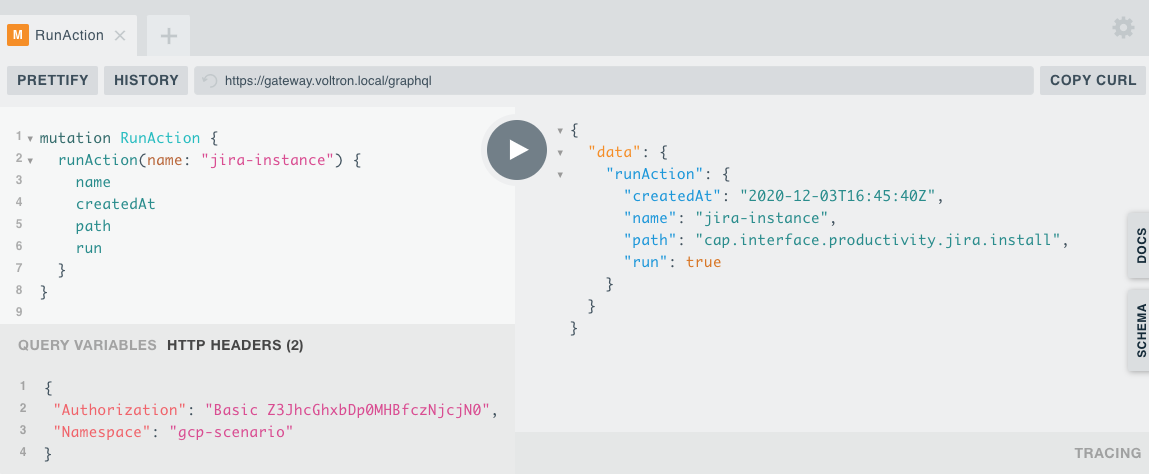 M RunAction
PRETTIFY HISTORY https://gateway.voltron.local/graphql COPY CURL
1 mutation RunAction {
2 runAction(name: "jira-instance") {
3 name
4 createdAt
5 path
6 run
7 }
8 }
9
QUERY VARIABLES HTTP HEADERS (2)
1 {
2 "Authorization": "Basic Z3JhcGhxbDp0MHBfczNjcjN0",
3 "Namespace": "gcp-scenario"
4 }
{
"data": {
"runAction": {
"createdAt": "2020-12-03T16:45:40Z",
"name": "jira-instance",
"path": "cap.interface.productivity.jira.install",
"run": true
}
}
}
DOCS
SCHEMA
TRACING